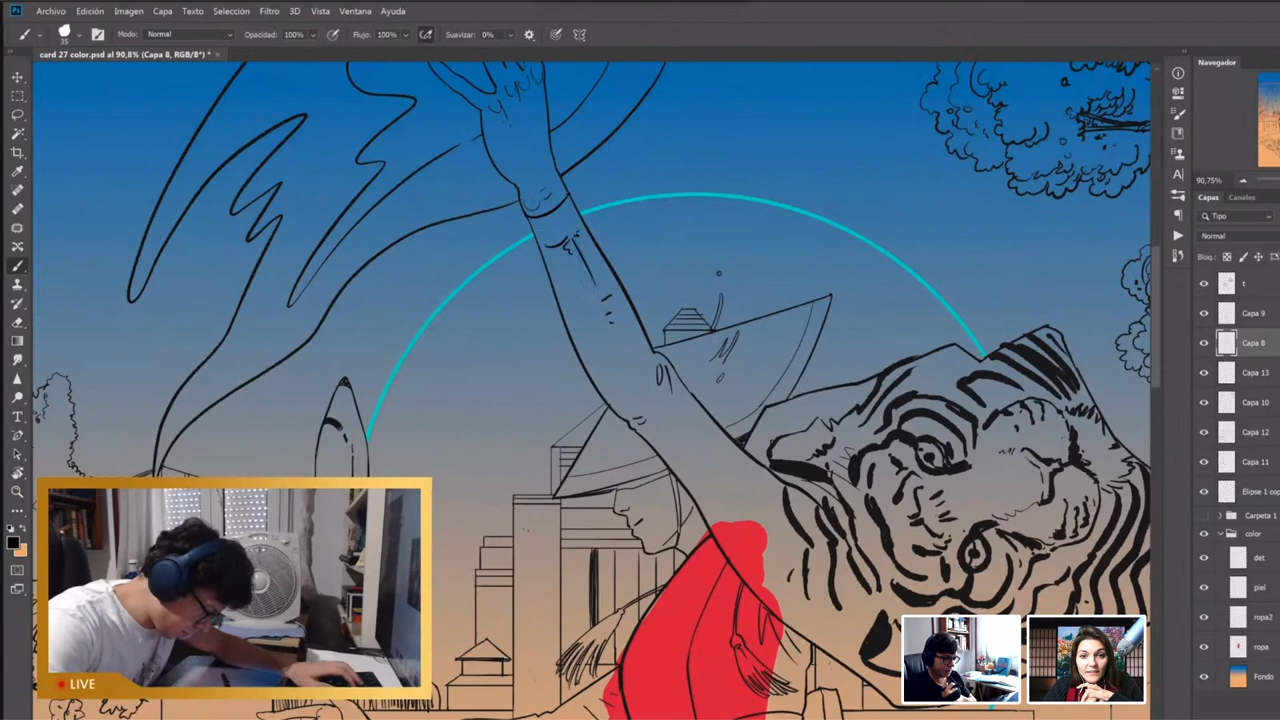 Ps Archivo Edición Imagen Capa Texto Selección Filtro 3D Vista Ventana Ayuda
35 Modo: Normal Opacidad: 100% Flujo: 100% Suavizar: 0%
card 27 color.psd al 90,8% (Capa 8, RGB/8*) * ×
Navegador
90,75%
Capas Canales
Tipo
Normal
Bloq.:
t
Capa 9
Capa 8
Capa 13
Capa 10
Capa 12
Capa 11
Elipse 1 cop
Carpeta 1
color
det
piel
ropa2
ropa
Fondo
LIVE